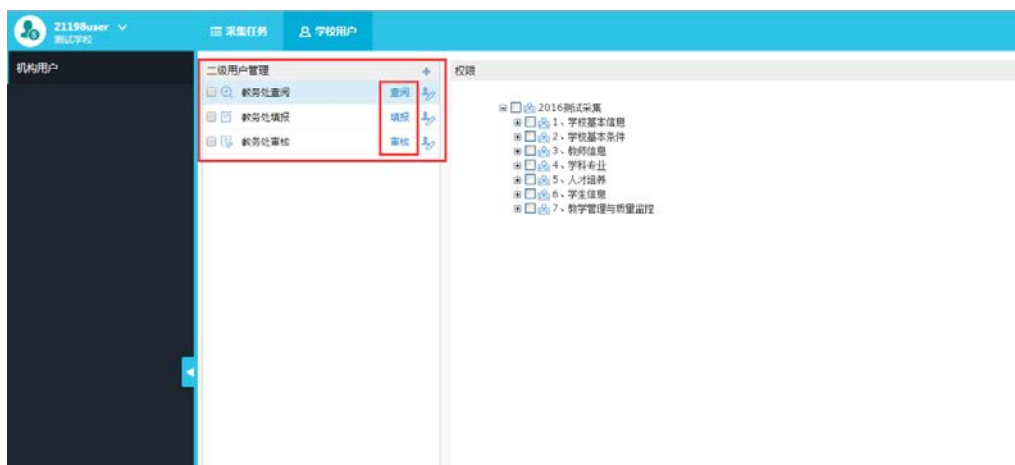 21198user
测试学校
采集任务
学校用户
机构用户
二级用户管理
+
权限
教务处查阅 查阅
教务处填报 填报
教务处审核 审核
2016测试采集
1、学校基本信息
2、学校基本条件
3、教师信息
4、学科专业
5、人才培养
6、学生信息
7、教学管理与质量监控